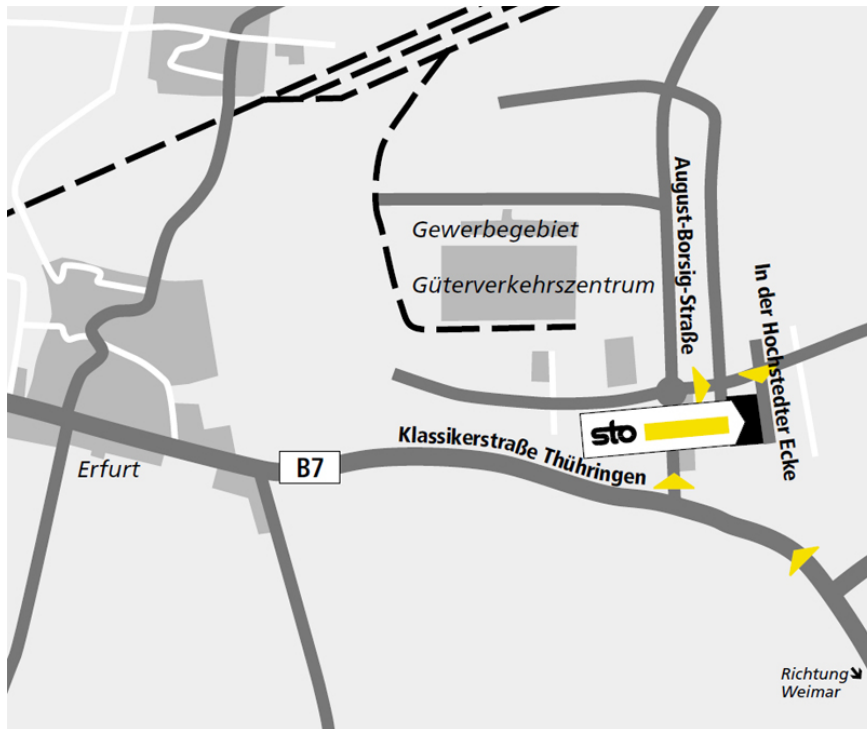 Gewerbegebiet
Güterverkehrszentrum
August-Borsig-Straße
In der Hochstedter Ecke
sto
Klassikerstraße Thühringen
B7
Erfurt
Richtung
Weimar